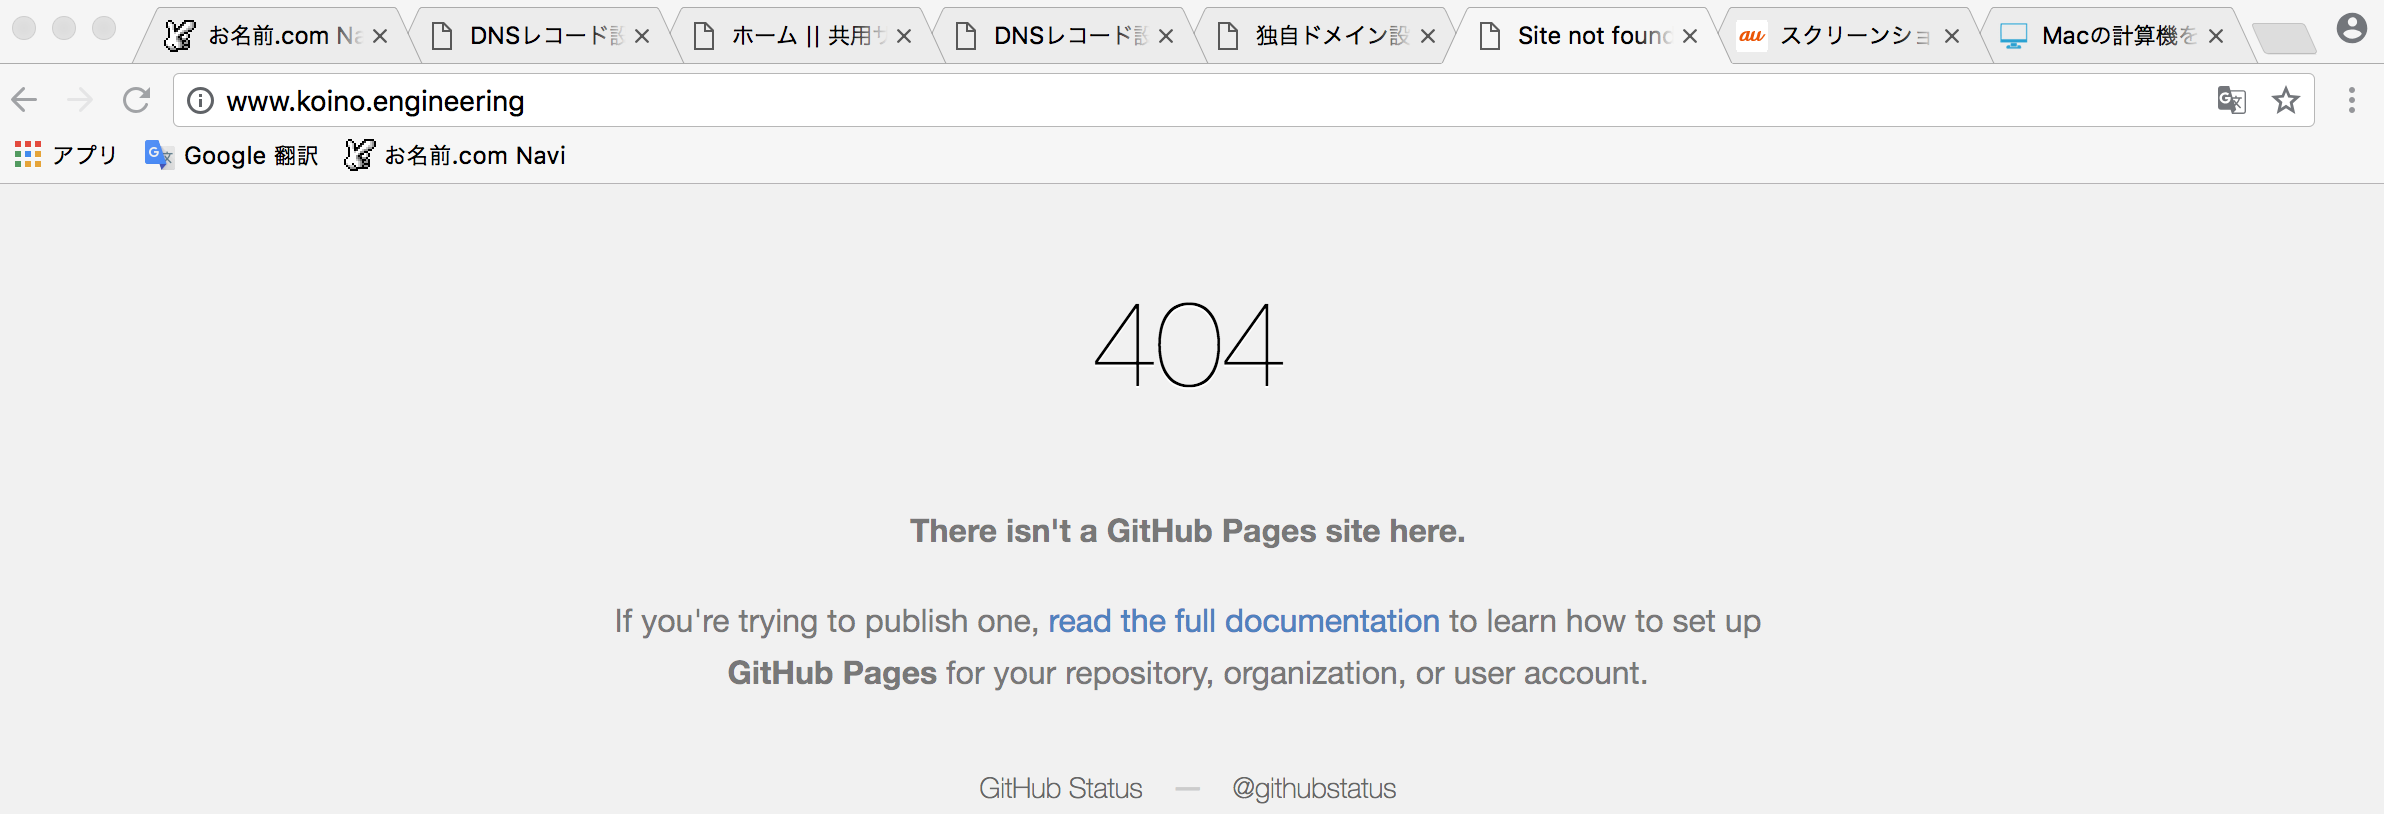 お名前.com Na
DNSレコード設
ホーム || 共用サ
DNSレコード設
独自ドメイン設
Site not found
au スクリーンショ
Macの計算機を
www.koino.engineering
アプリ
Google 翻訳
お名前.com Navi
404
There isn't a GitHub Pages site here.
If you're trying to publish one, read the full documentation to learn how to set up
GitHub Pages for your repository, organization, or user account.
GitHub Status — @githubstatus